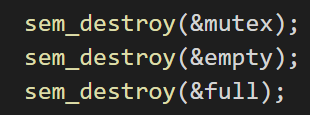 sem_destroy(&mutex);
sem_destroy(&empty);
sem_destroy(&full);